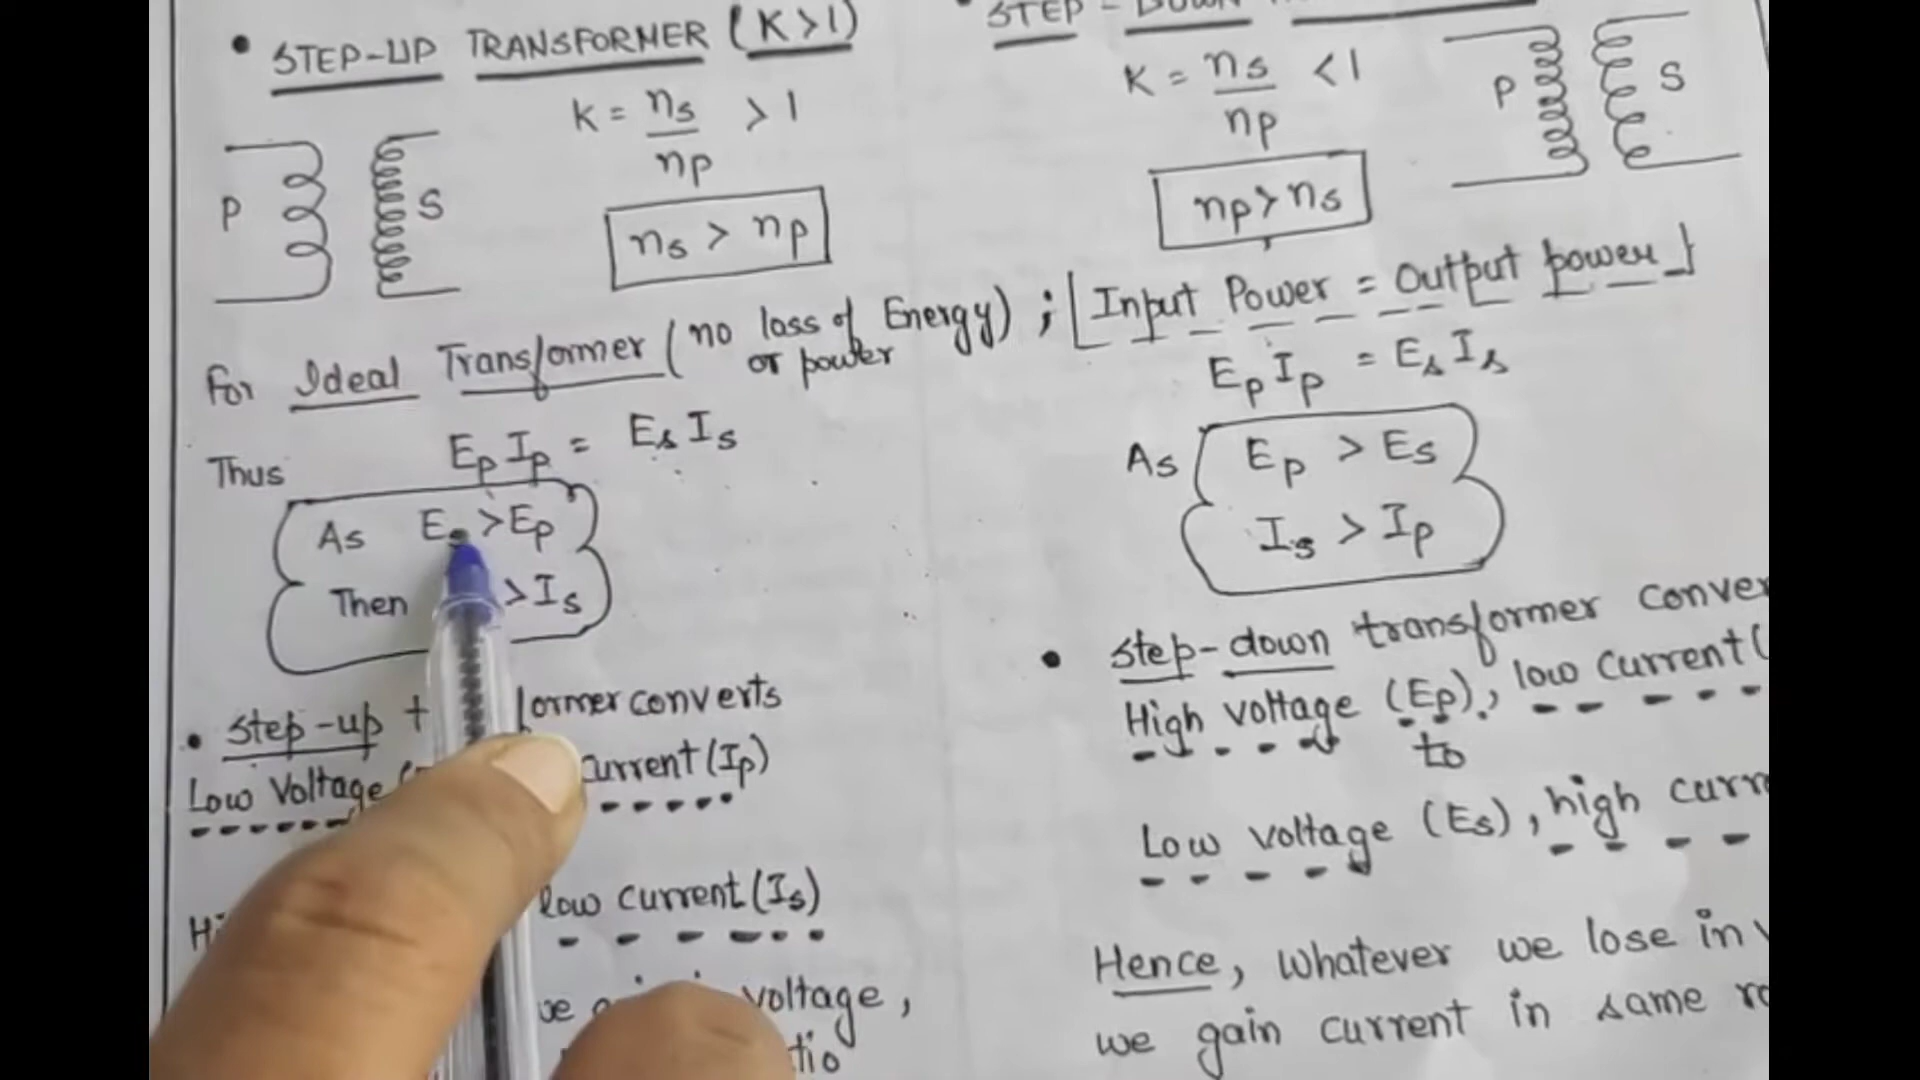 • STEP-UP TRANSFORMER (K>1)
K = ns/np > 1
P S
ns > np
STEP - DOWN
K = ns/np < 1
P S
np > ns
For Ideal Transformer (no loss of Energy) ; [Input Power = Output power]
or power
Ep Ip = Es Is
Thus Ep Ip = Es Is
As Es > Ep
Then > Is
As Ep > Es
Is > Ip
• Step-up converts
Low Voltage current (Ip)
low current (Is)
voltage,
• Step-down transformer
High voltage (Ep), low current (
to
Low voltage (Es), high
Hence, whatever we lose in
we gain current in same